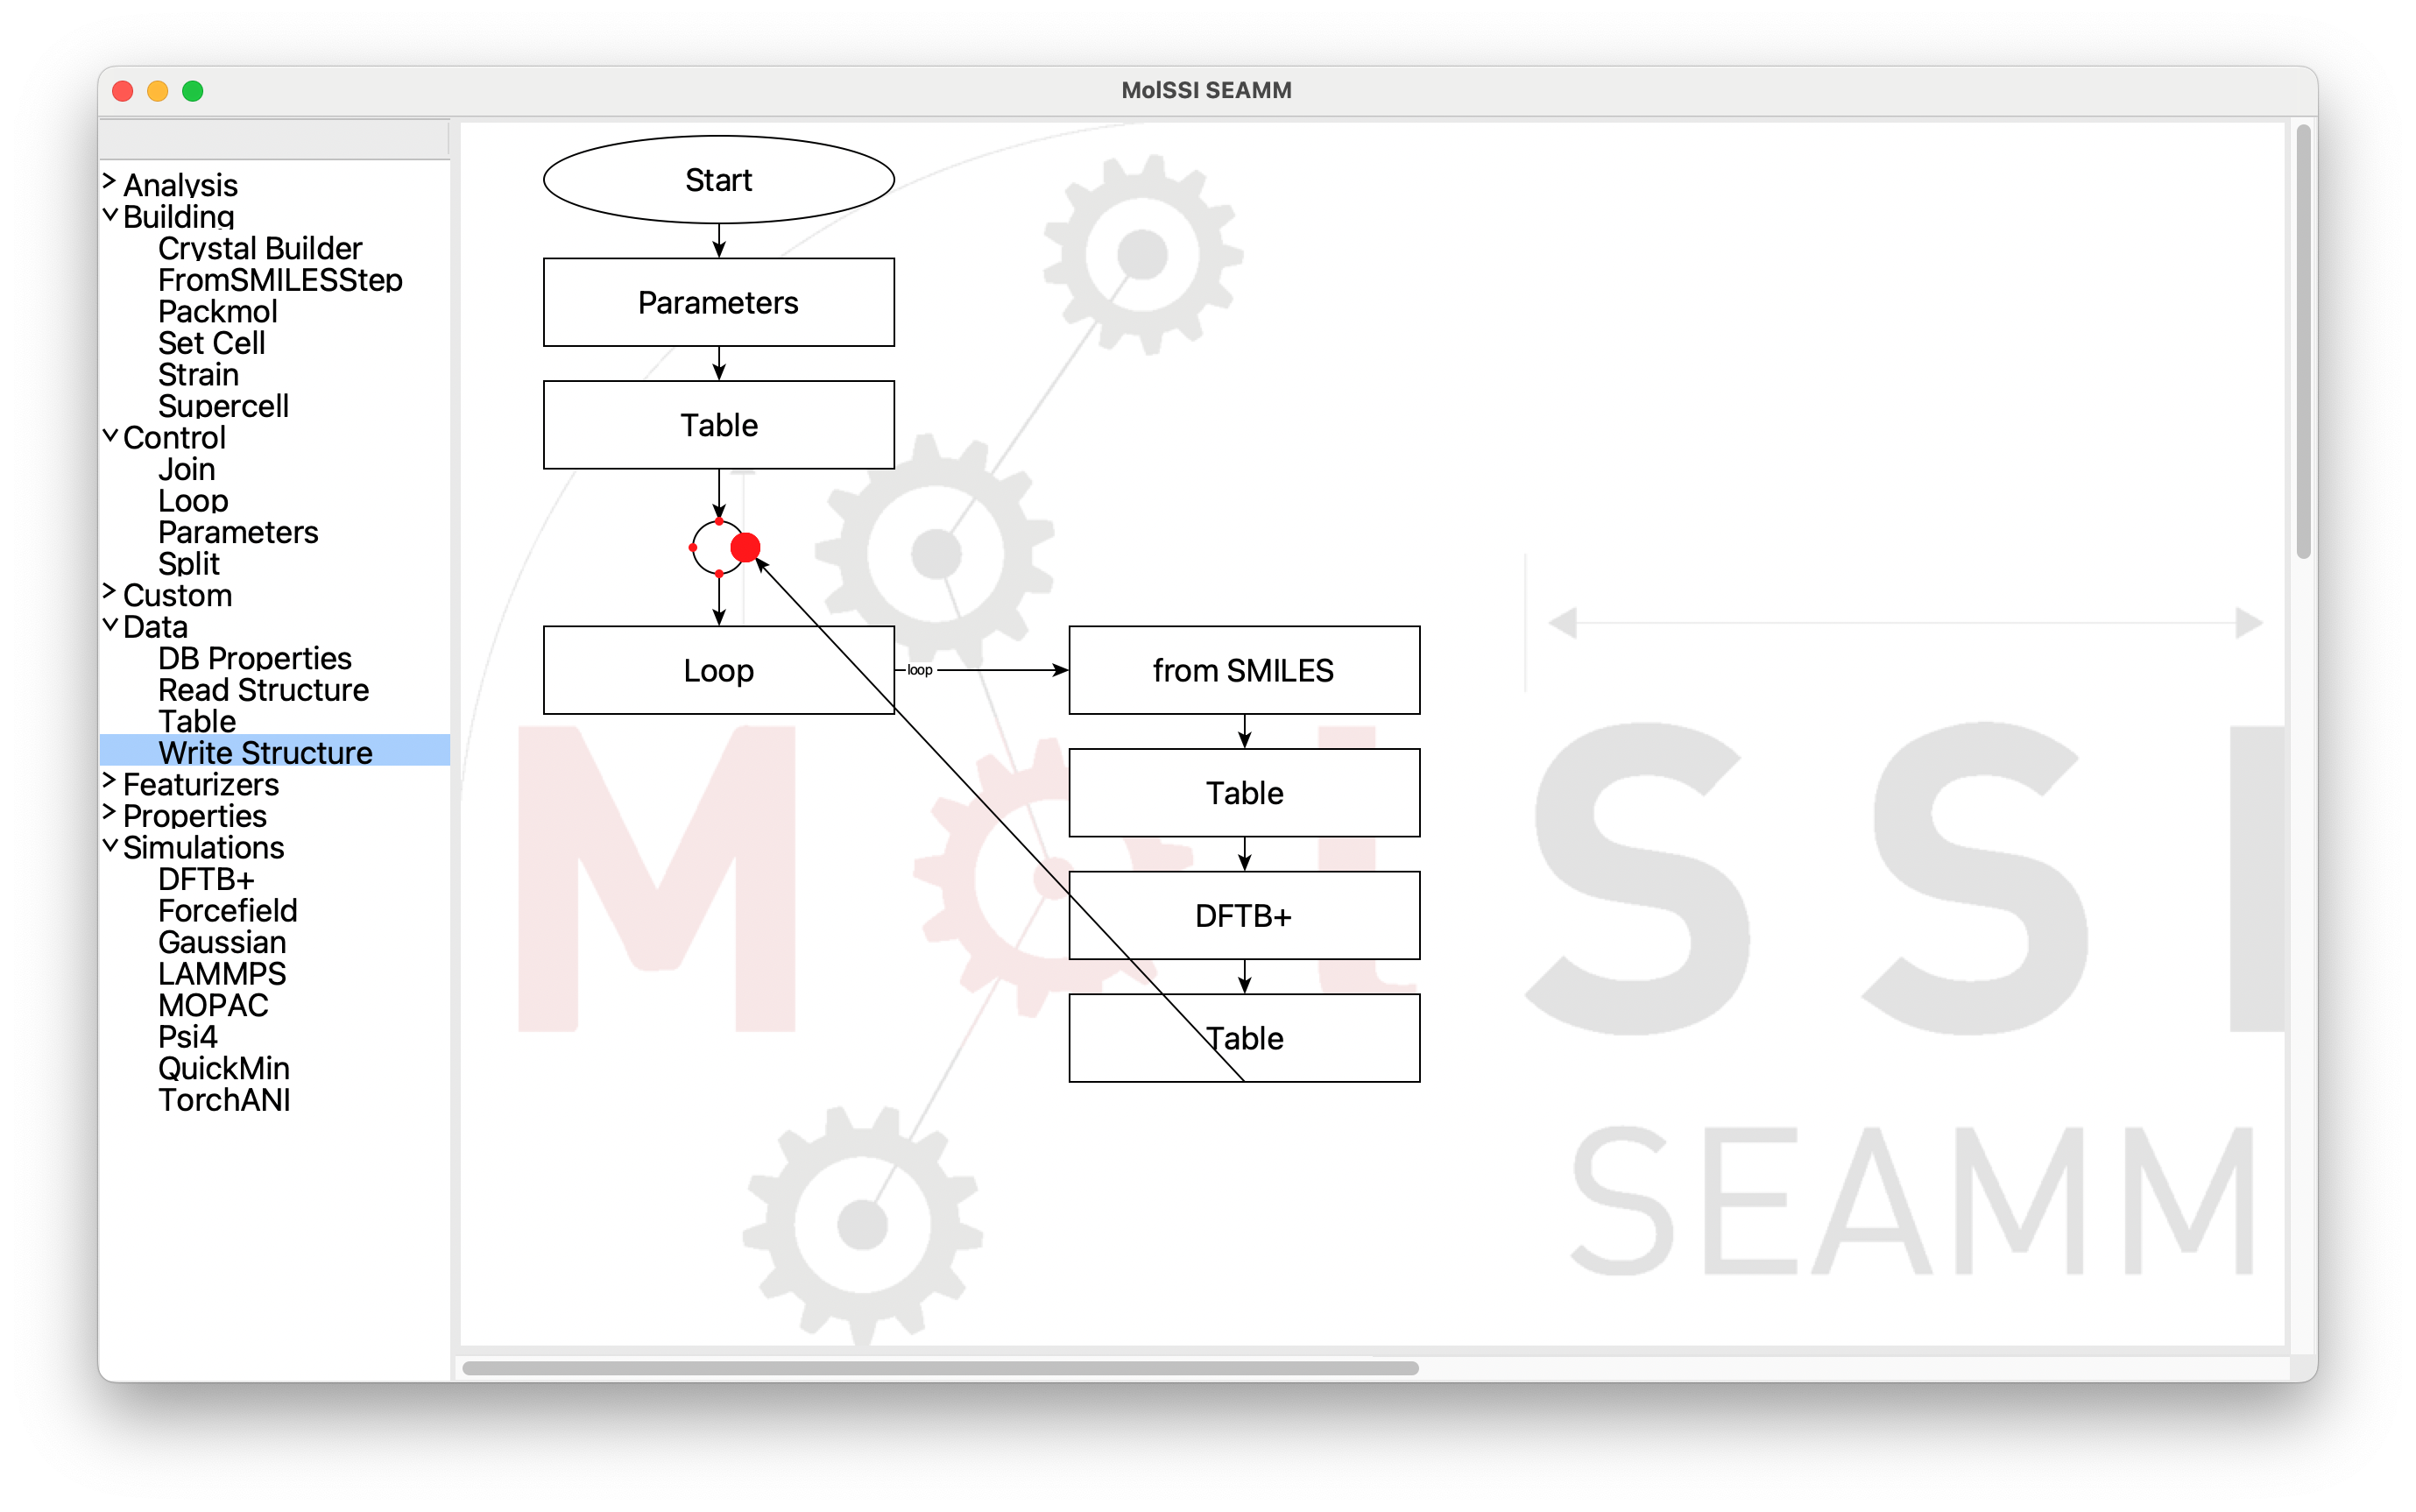 MolSSI SEAMM
Analysis
Building
Crystal Builder
FromSMILESStep
Packmol
Set Cell
Strain
Supercell
Control
Join
Loop
Parameters
Split
Custom
Data
DB Properties
Read Structure
Table
Write Structure
Featurizers
Properties
Simulations
DFTB+
Forcefield
Gaussian
LAMMPS
MOPAC
Psi4
QuickMin
TorchANI
Start
Parameters
Table
Loop
loop
from SMILES
Table
DFTB+
Table
MolSSI
SEAMM